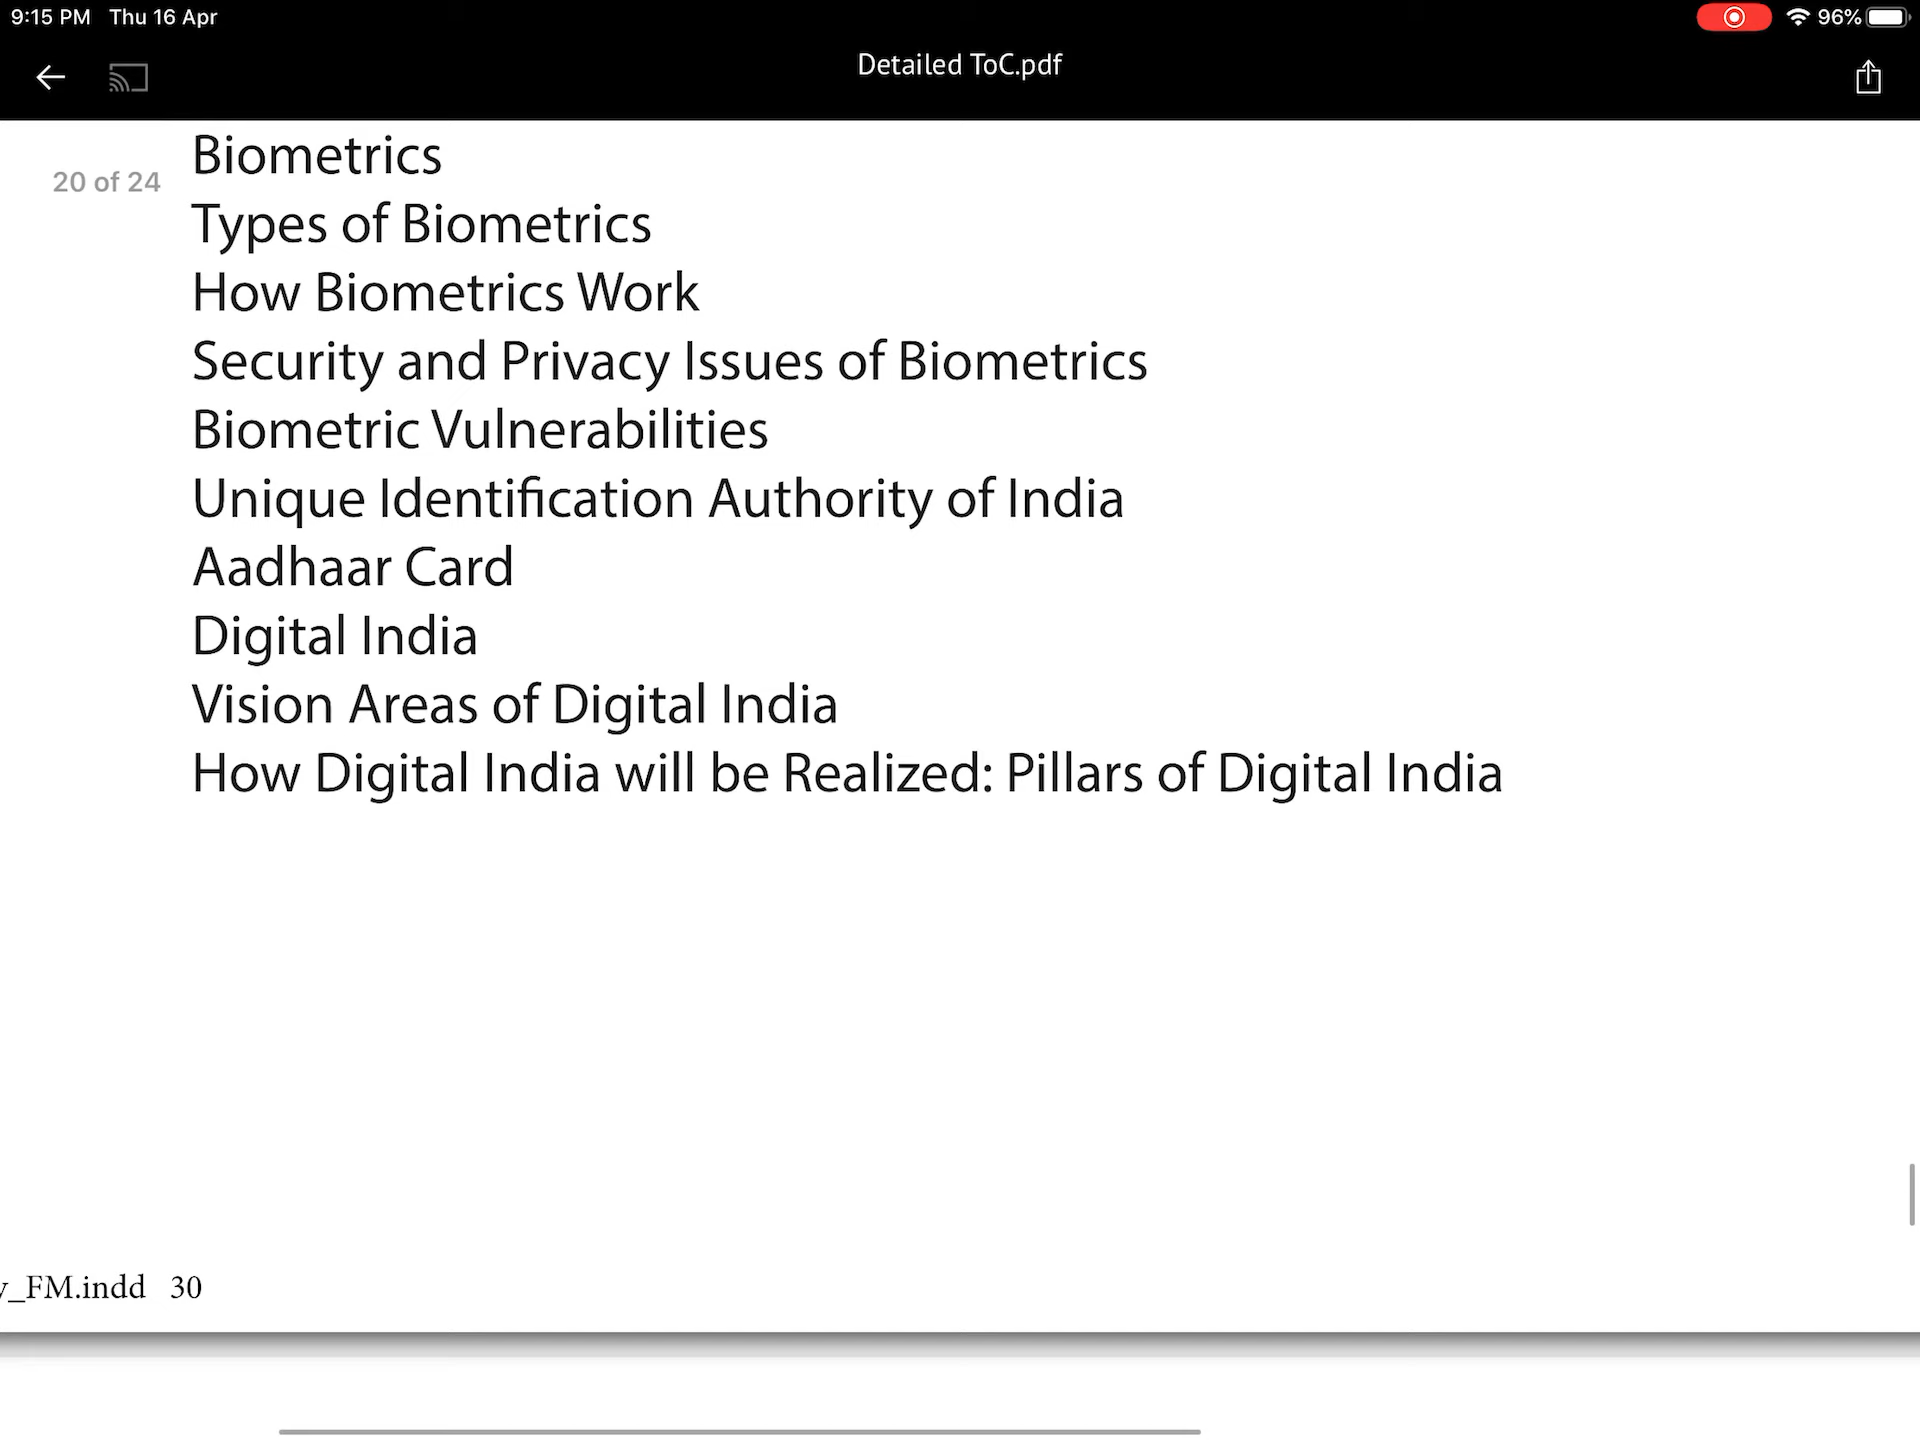 9:15 PM Thu 16 Apr
96%
Detailed ToC.pdf
20 of 24
Biometrics
Types of Biometrics
How Biometrics Work
Security and Privacy Issues of Biometrics
Biometric Vulnerabilities
Unique Identification Authority of India
Aadhaar Card
Digital India
Vision Areas of Digital India
How Digital India will be Realized: Pillars of Digital India
_FM.indd 30